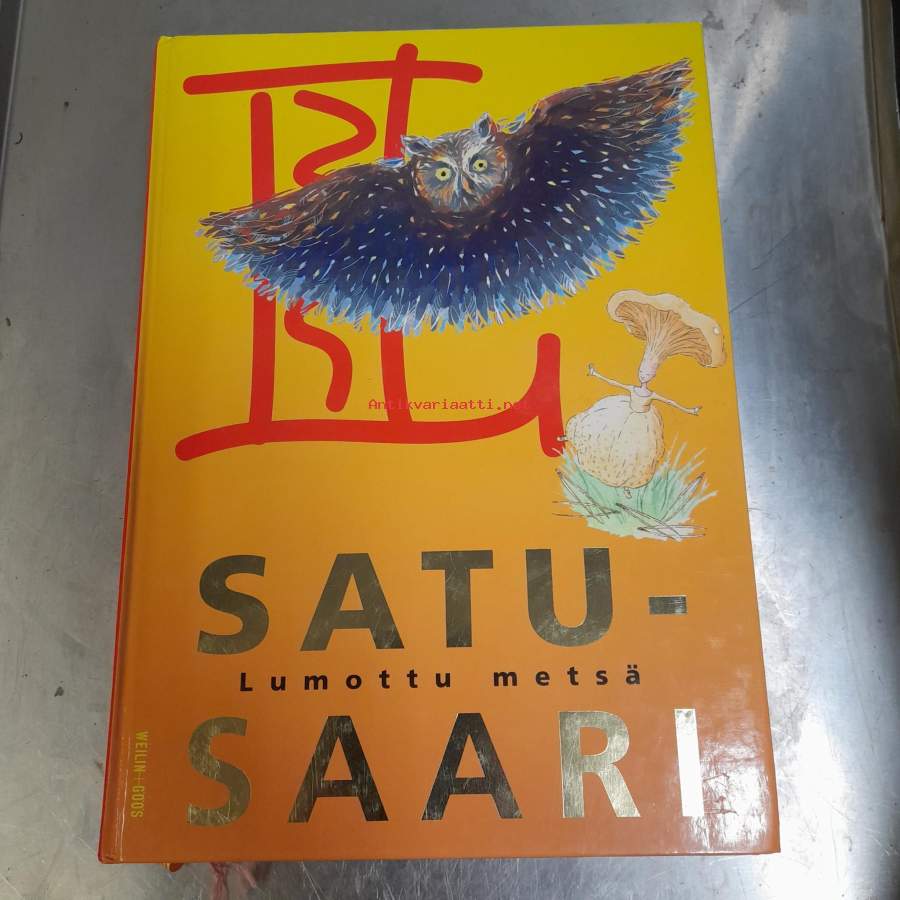 Antikvariaatti.net
SATU-
Lumottu metsä
SAARI
WEILIN+GÖÖS